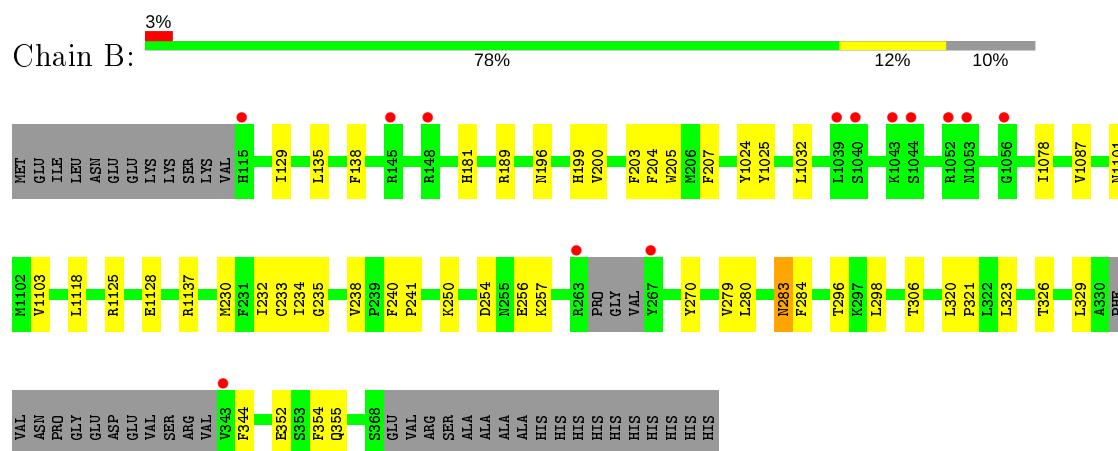 3%
Chain B:
78% 12% 10%
MET GLU ILE LEU ASN GLU GLU LYS LYS SER LYS VAL H115 I129 L135 F138 R145 R148 H181 R189 N196 H199 V200 F203 F204 W205 M206 F207 Y1024 Y1025 L1032 L1039 S1040 K1043 S1044 R1052 N1053 G1056 I1078 V1087 N1101
M1102 V1103 L1118 R1125 E1128 R1137 M230 F231 I232 C233 I234 G235 V238 P239 F240 P241 K250 D254 N255 E256 K257 R263 PRO GLY VAL Y267 Y270 V279 L280 N283 F284 T296 K297 L298 T306 L320 P321 L322 L323 T326 L329 A330
VAL ASN PRO GLY GLU ASP GLU VAL SER ARG VAL V343 F344 E352 S353 F354 Q355 S368 GLU VAL ARG SER ALA ALA ALA ALA HIS HIS HIS HIS HIS HIS HIS HIS HIS HIS